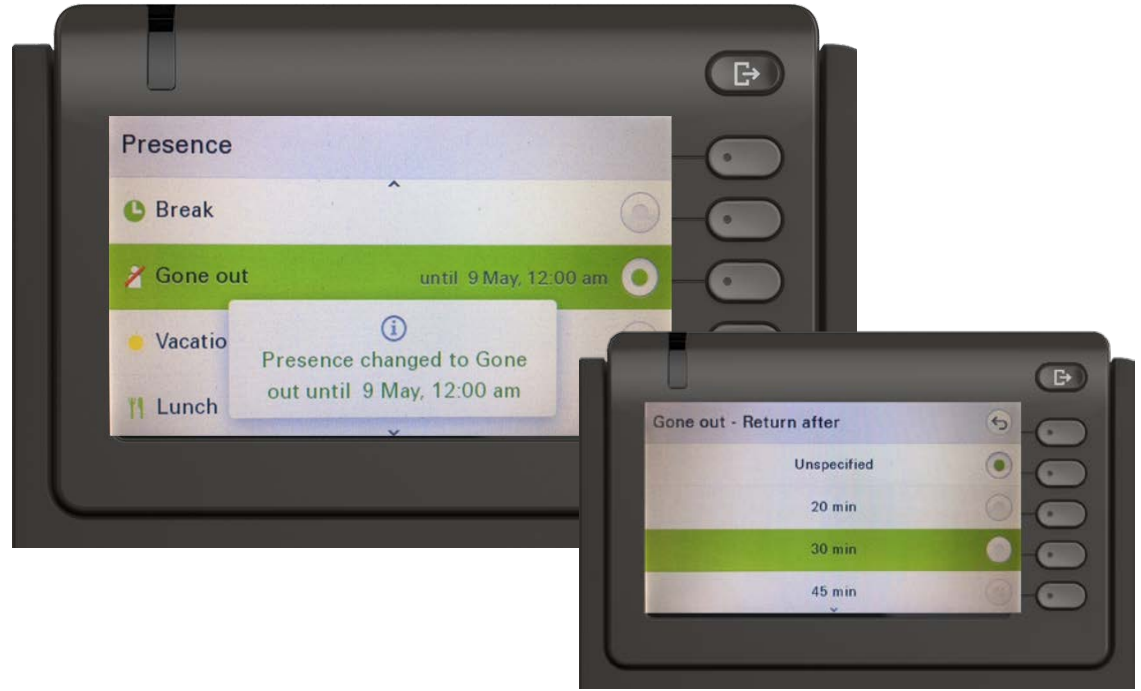 Presence
Break
Gone out until 9 May, 12:00 am
Vacatio
Presence changed to Gone
out until 9 May, 12:00 am
Lunch
Gone out - Return after
Unspecified
20 min
30 min
45 min